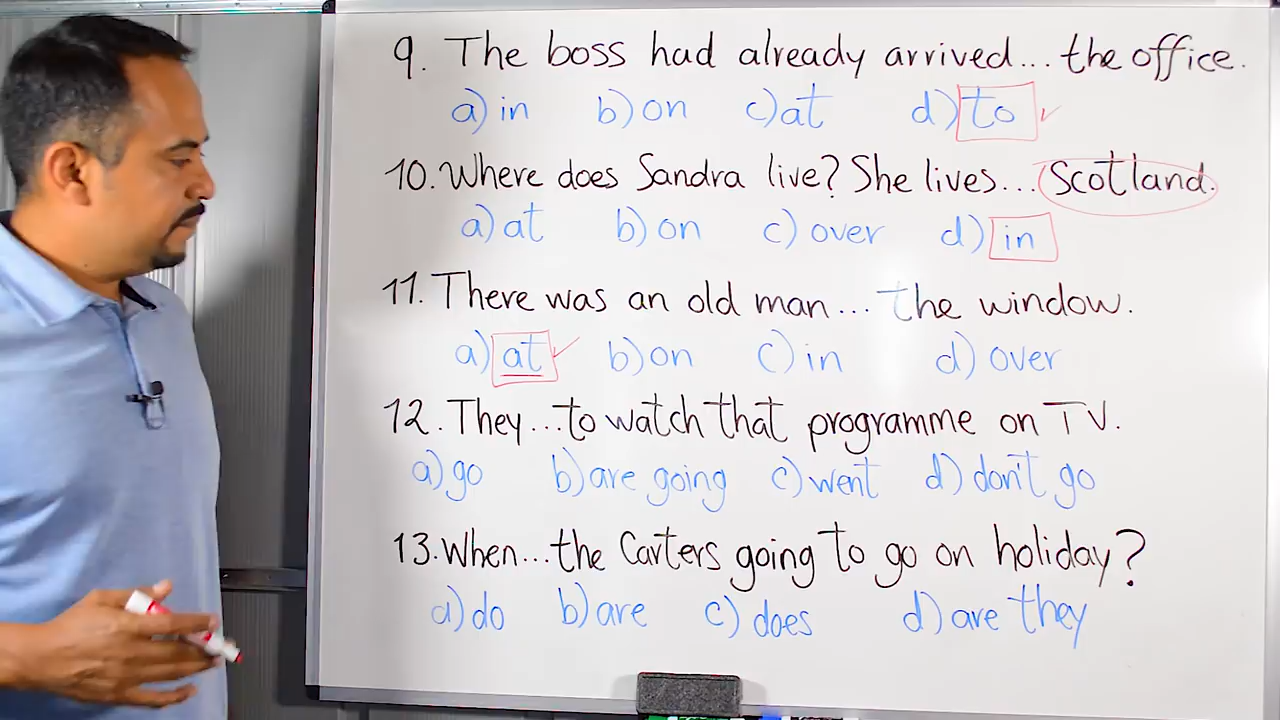 9. The boss had already arrived... the office.
a) in b) on c) at d) to
10. Where does Sandra live? She lives... Scotland.
a) at b) on c) over d) in
11. There was an old man... the window.
a) at b) on c) in d) over
12. They...to watch that programme on TV.
a) go b) are going c) went d) don't go
13. When...the Carters going to go on holiday?
a) do b) are c) does d) are they